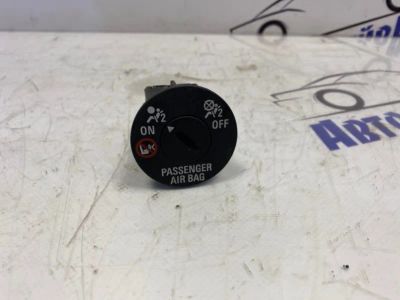 2 2
ON OFF
PASSENGER
AIR BAG
АВТО